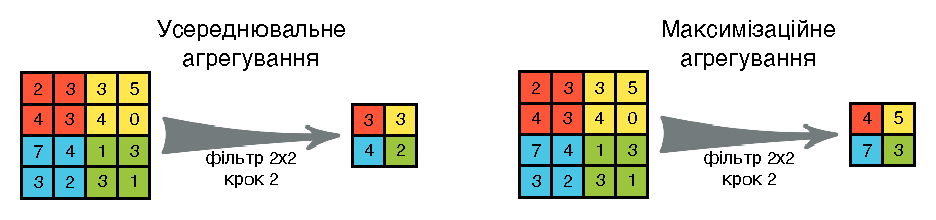 Усереднювальне
агрегування
2 3 3 5
4 3 4 0
7 4 1 3
3 2 3 1
фільтр 2x2
крок 2
3 3
4 2
Максимізаційне
агрегування
2 3 3 5
4 3 4 0
7 4 1 3
3 2 3 1
фільтр 2x2
крок 2
4 5
7 3